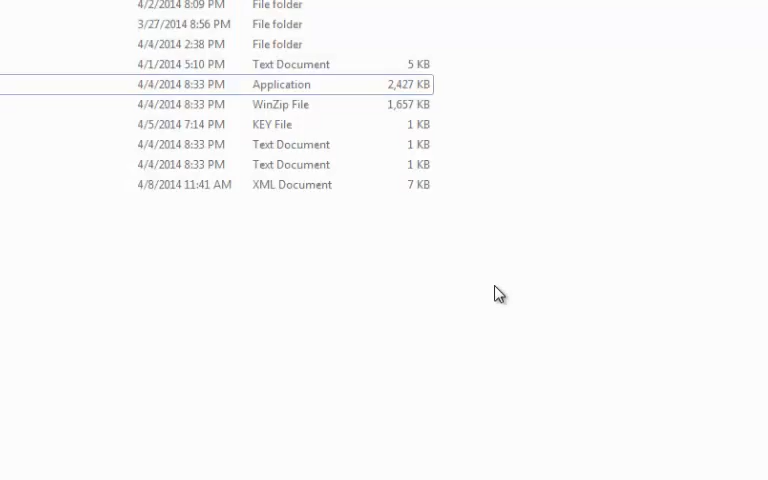 4/2/2014 8:09 PM File folder
3/27/2014 8:56 PM File folder
4/4/2014 2:38 PM File folder
4/1/2014 5:10 PM Text Document 5 KB
4/4/2014 8:33 PM Application 2,427 KB
4/4/2014 8:33 PM WinZip File 1,657 KB
4/5/2014 7:14 PM KEY File 1 KB
4/4/2014 8:33 PM Text Document 1 KB
4/4/2014 8:33 PM Text Document 1 KB
4/8/2014 11:41 AM XML Document 7 KB